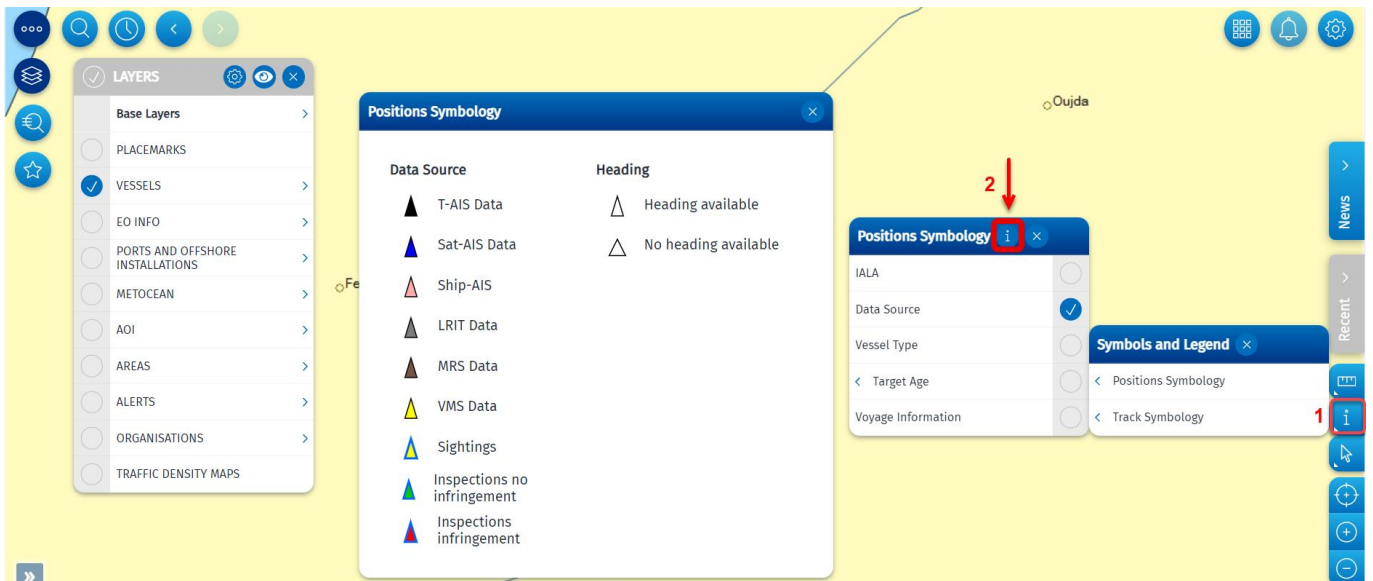 LAYERS
Base Layers
PLACEMARKS
VESSELS
EO INFO
PORTS AND OFFSHORE
INSTALLATIONS
METOCEAN
AOI
AREAS
ALERTS
ORGANISATIONS
TRAFFIC DENSITY MAPS
Fe
Positions Symbology
Data Source
T-AIS Data
Sat-AIS Data
Ship-AIS
LRIT Data
MRS Data
VMS Data
Sightings
Inspections no
infringement
Inspections
infringement
Heading
Heading available
No heading available
Oujda
2
Positions Symbology i
IALA
Data Source
Vessel Type
Target Age
Voyage Information
Symbols and Legend
Positions Symbology
Track Symbology
1
i
News
Recent